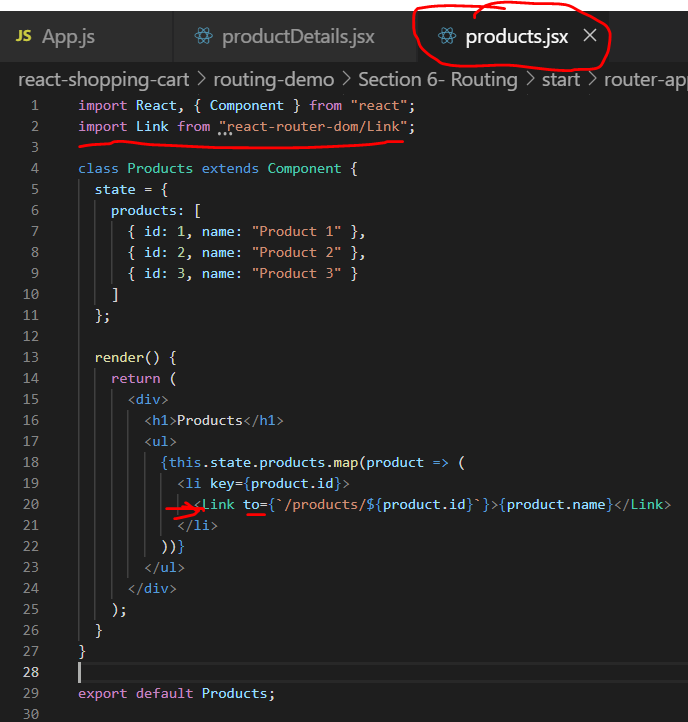 JS App.js productDetails.jsx products.jsx ×
react-shopping-cart > routing-demo > Section 6- Routing > start > router-app
1 import React, { Component } from "react";
2 import Link from "react-router-dom/Link";
3
4 class Products extends Component {
5   state = {
6     products: [
7       { id: 1, name: "Product 1" },
8       { id: 2, name: "Product 2" },
9       { id: 3, name: "Product 3" }
10     ]
11   };
12
13   render() {
14     return (
15       <div>
16         <h1>Products</h1>
17         <ul>
18           {this.state.products.map(product => (
19             <li key={product.id}>
20               <Link to={`/products/${product.id}`}>{product.name}</Link>
21             </li>
22           ))}
23         </ul>
24       </div>
25     );
26   }
27 }
28
29 export default Products;
30